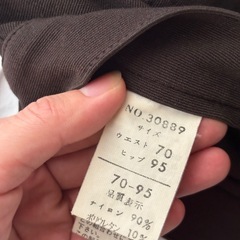 NO.30889
サイズ
ウエスト 70
ヒップ 95
70-95
品質表示
ナイロン 90%
ポリウレタン 10%